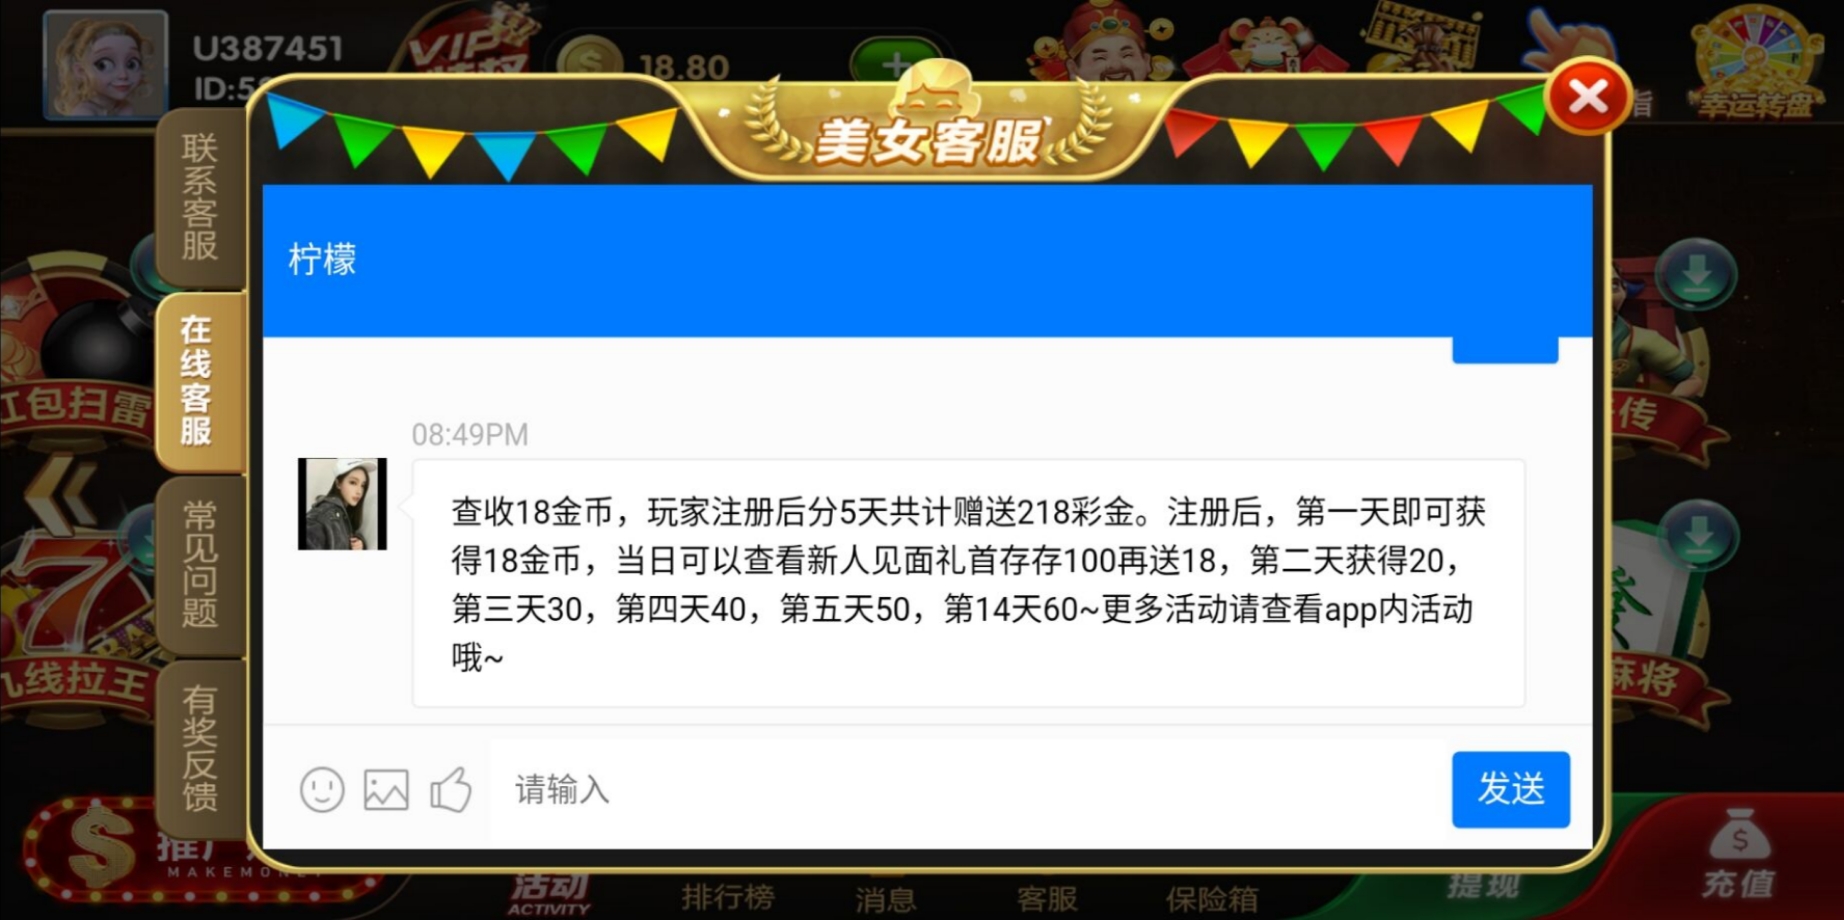 U387451
18.80
VIP
幸运转盘
美女客服
联系客服
在线客服
常见问题
有奖反馈
柠檬
08:49PM
查收18金币，玩家注册后分5天共计赠送218彩金。注册后，第一天即可获
得18金币，当日可以查看新人见面礼首存存100再送18，第二天获得20，
第三天30，第四天40，第五天50，第14天60~更多活动请查看app内活动
哦~
请输入
发送
红包扫雷
九线拉王
传
麻将
活动
ACTIVITY
排行榜
消息
客服
保险箱
提现
充值